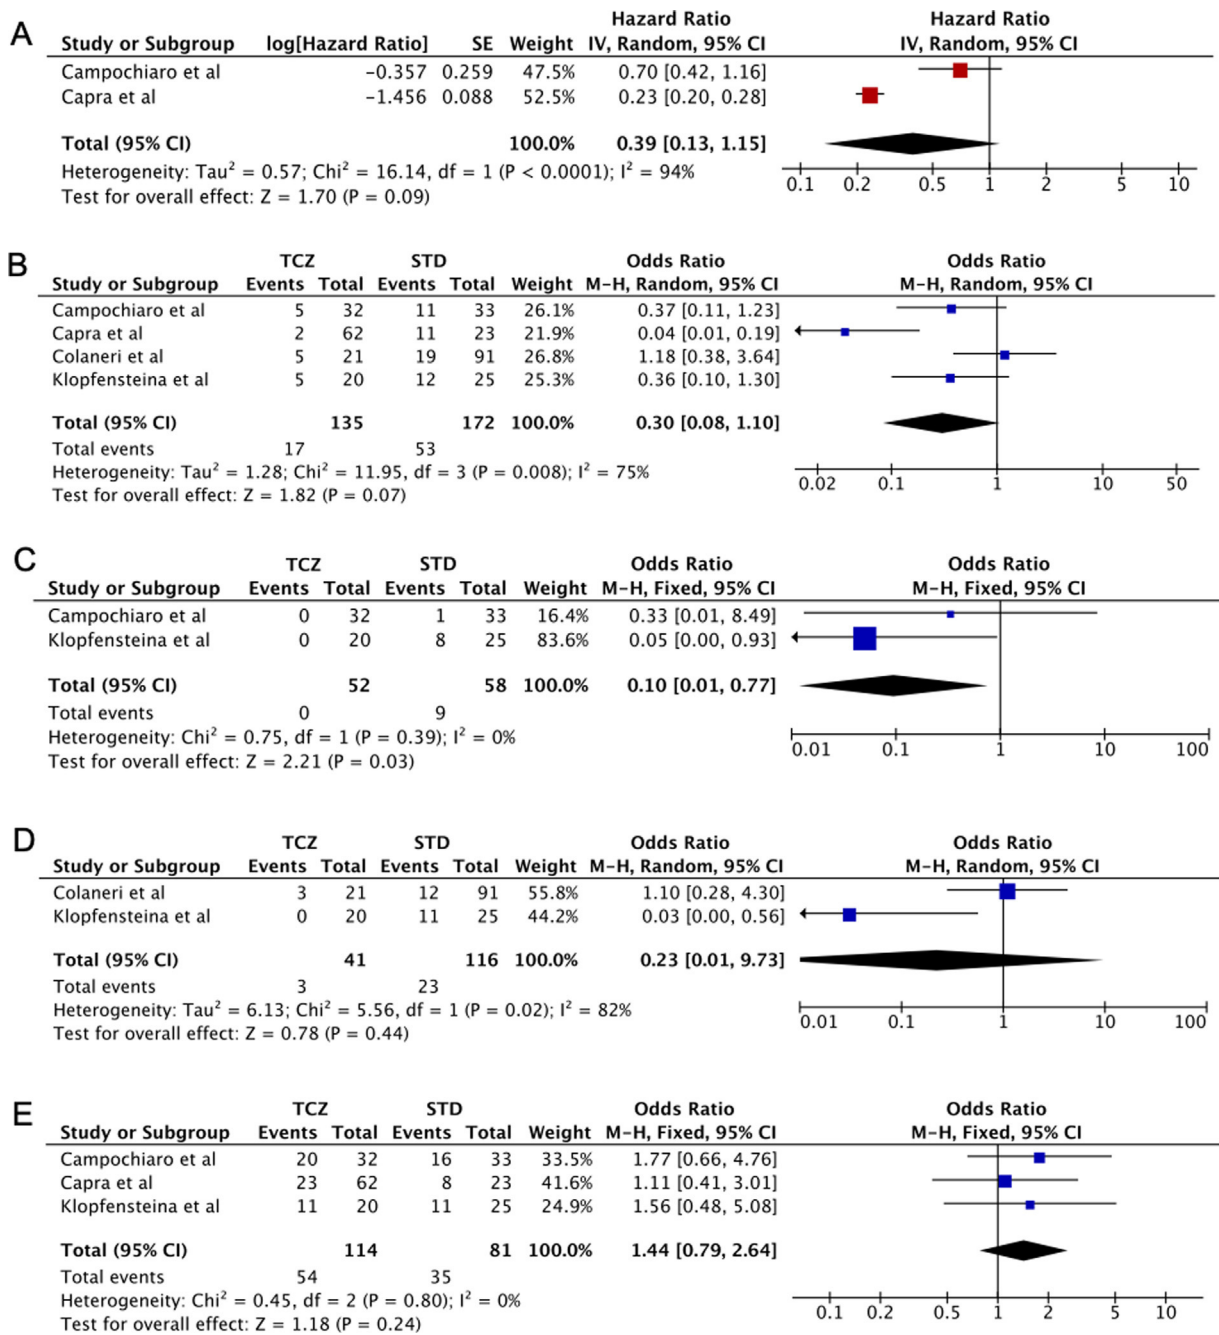 A
Hazard Ratio Hazard Ratio
Study or Subgroup log[Hazard Ratio] SE Weight IV, Random, 95% CI IV, Random, 95% CI
Campochiaro et al −0.357 0.259 47.5% 0.70 [0.42, 1.16]
Capra et al −1.456 0.088 52.5% 0.23 [0.20, 0.28]
Total (95% CI) 100.0% 0.39 [0.13, 1.15]
Heterogeneity: Tau² = 0.57; Chi² = 16.14, df = 1 (P < 0.0001); I² = 94%
Test for overall effect: Z = 1.70 (P = 0.09)
0.1 0.2 0.5 1 2 5 10
B
TCZ STD Odds Ratio Odds Ratio
Study or Subgroup Events Total Events Total Weight M−H, Random, 95% CI M−H, Random, 95% CI
Campochiaro et al 5 32 11 33 26.1% 0.37 [0.11, 1.23]
Capra et al 2 62 11 23 21.9% 0.04 [0.01, 0.19]
Colaneri et al 5 21 19 91 26.8% 1.18 [0.38, 3.64]
Klopfensteina et al 5 20 12 25 25.3% 0.36 [0.10, 1.30]
Total (95% CI) 135 172 100.0% 0.30 [0.08, 1.10]
Total events 17 53
Heterogeneity: Tau² = 1.28; Chi² = 11.95, df = 3 (P = 0.008); I² = 75%
Test for overall effect: Z = 1.82 (P = 0.07)
0.02 0.1 1 10 50
C
TCZ STD Odds Ratio Odds Ratio
Study or Subgroup Events Total Events Total Weight M−H, Fixed, 95% CI M−H, Fixed, 95% CI
Campochiaro et al 0 32 1 33 16.4% 0.33 [0.01, 8.49]
Klopfensteina et al 0 20 8 25 83.6% 0.05 [0.00, 0.93]
Total (95% CI) 52 58 100.0% 0.10 [0.01, 0.77]
Total events 0 9
Heterogeneity: Chi² = 0.75, df = 1 (P = 0.39); I² = 0%
Test for overall effect: Z = 2.21 (P = 0.03)
0.01 0.1 1 10 100
D
TCZ STD Odds Ratio Odds Ratio
Study or Subgroup Events Total Events Total Weight M−H, Random, 95% CI M−H, Random, 95% CI
Colaneri et al 3 21 12 91 55.8% 1.10 [0.28, 4.30]
Klopfensteina et al 0 20 11 25 44.2% 0.03 [0.00, 0.56]
Total (95% CI) 41 116 100.0% 0.23 [0.01, 9.73]
Total events 3 23
Heterogeneity: Tau² = 6.13; Chi² = 5.56, df = 1 (P = 0.02); I² = 82%
Test for overall effect: Z = 0.78 (P = 0.44)
0.01 0.1 1 10 100
E
TCZ STD Odds Ratio Odds Ratio
Study or Subgroup Events Total Events Total Weight M−H, Fixed, 95% CI M−H, Fixed, 95% CI
Campochiaro et al 20 32 16 33 33.5% 1.77 [0.66, 4.76]
Capra et al 23 62 8 23 41.6% 1.11 [0.41, 3.01]
Klopfensteina et al 11 20 11 25 24.9% 1.56 [0.48, 5.08]
Total (95% CI) 114 81 100.0% 1.44 [0.79, 2.64]
Total events 54 35
Heterogeneity: Chi² = 0.45, df = 2 (P = 0.80); I² = 0%
Test for overall effect: Z = 1.18 (P = 0.24)
0.1 0.2 0.5 1 2 5 10